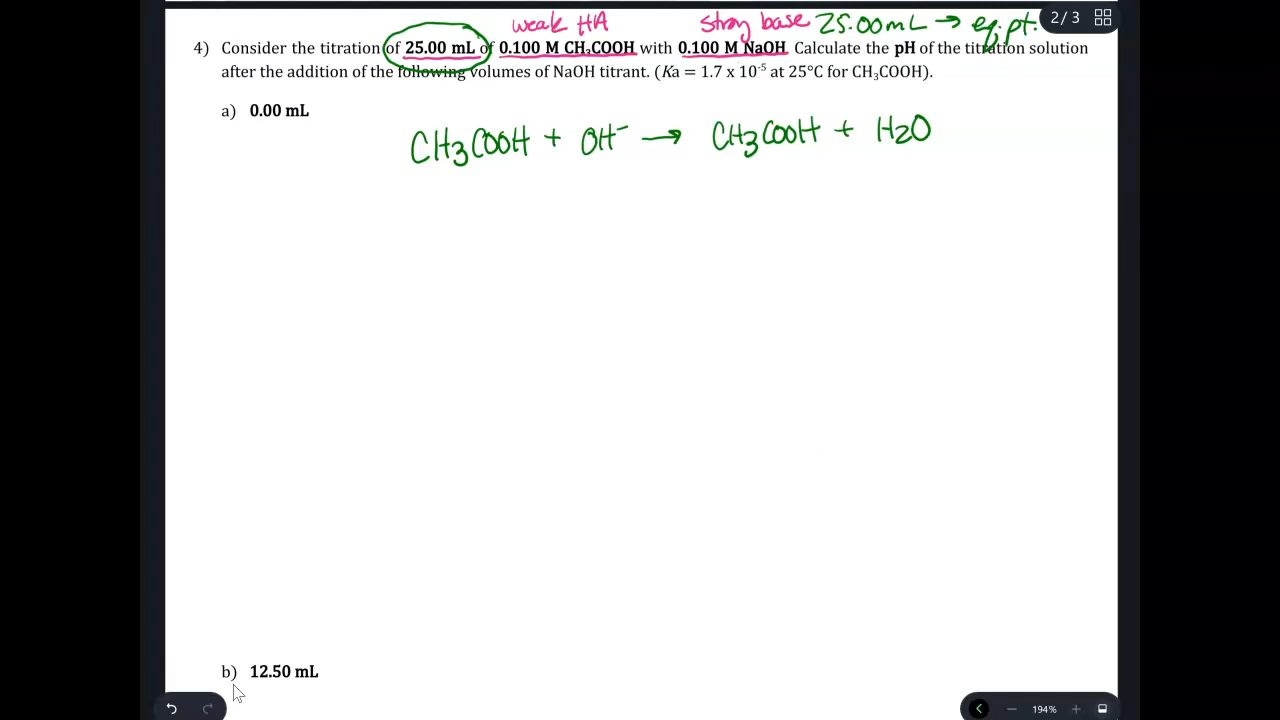 weak HA strong base 25.00mL → eq. pt.
2/3
4) Consider the titration of 25.00 mL of 0.100 M CH₃COOH with 0.100 M NaOH. Calculate the pH of the titration solution
after the addition of the following volumes of NaOH titrant. (Ka = 1.7 x 10⁻⁵ at 25°C for CH₃COOH).
a) 0.00 mL
CH3COOH + OH⁻ → CH3COOH + H2O
b) 12.50 mL
194%